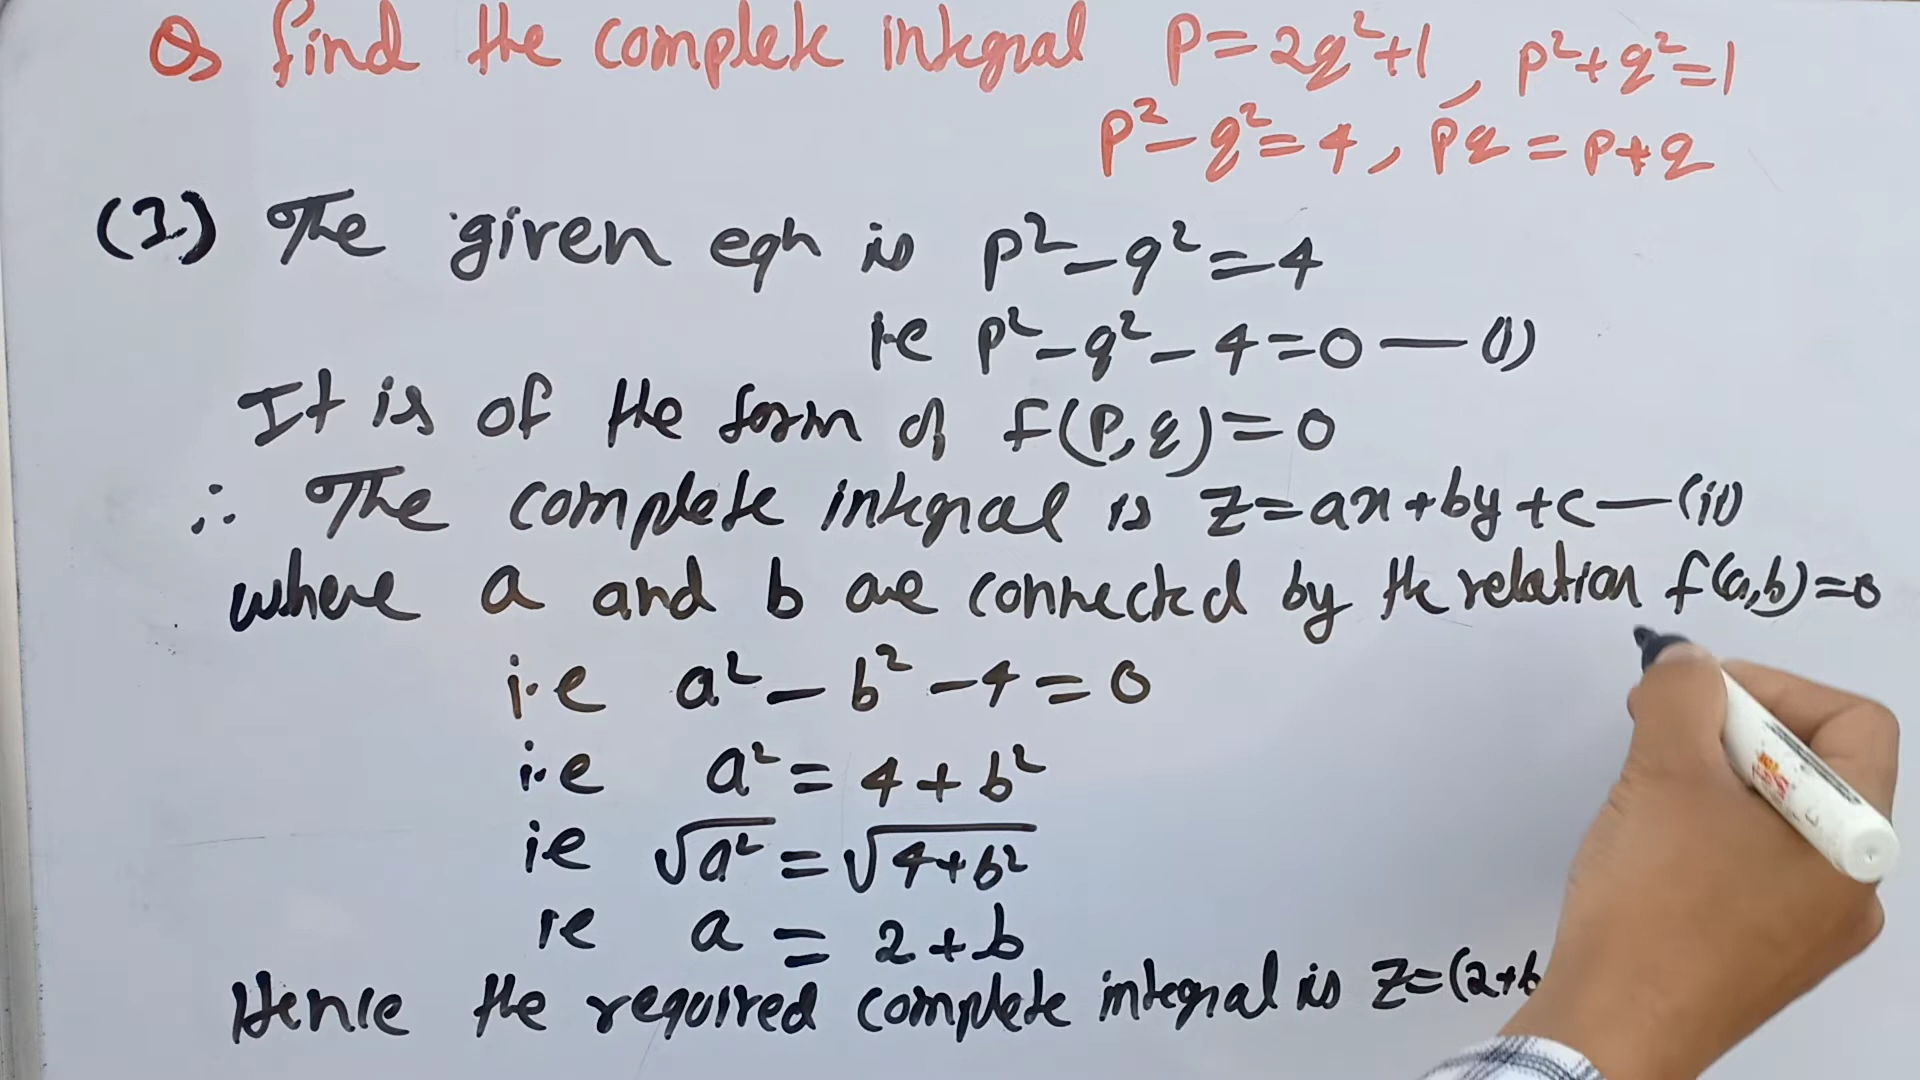 Q find the complete integral p=2q²+1, p²+q²=1
p²-q²=4, pq=p+q
(I) The given eqn is p²-q²=4
i.e p²-q²-4=0—(i)
It is of the form of f(p,q)=0
∴ The complete integral is z=ax+by+c—(ii)
where a and b are connected by the relation f(a,b)=0
i.e a²-b²-4=0
i.e a²=4+b²
ie √a²=√4+b²
ie a=2+b
Hence the required complete integral is z=(2+b